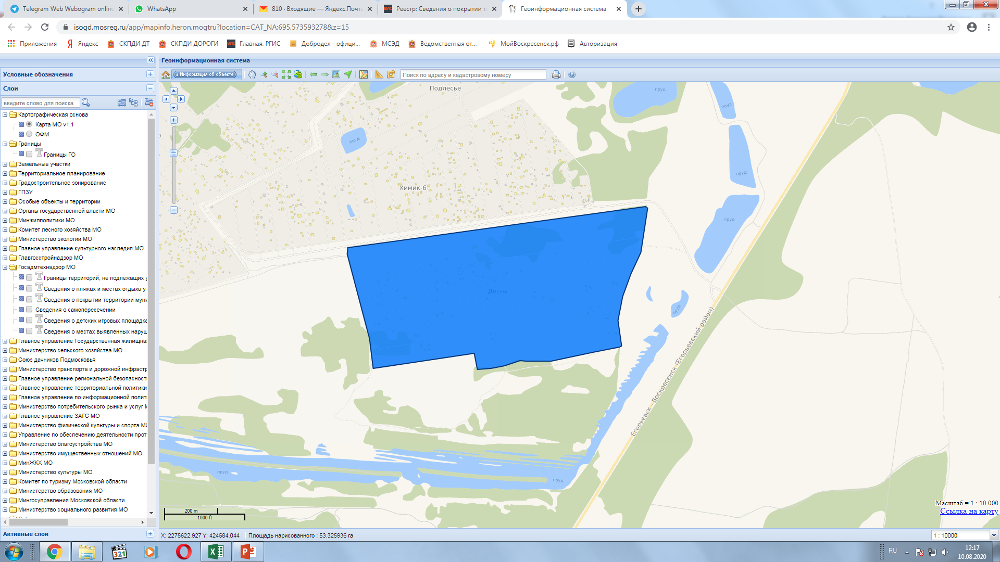 Telegram Web Webogram online
WhatsApp
810 · Входящие — Яндекс.Почта
Реестр: Сведения о покрытии те
Геоинформационная система
isogd.mosreg.ru/app/mapinfo.heron.mogtru?location=CAT_NA:695,573593278&z=15
Приложения
Яндекс
СКПДИ ДТ
СКПДИ ДОРОГИ
Главная. РГИС
Добродел - офици...
МСЭД
Ведомственная от...
МойВоскресенск.рф
Авторизация
Геоинформационная система
Условные обозначения
Информация об объекте
Поиск по адресу и кадастровому номеру
Слои
введите слово для поиска
Картографическая основа
Карта МО v1.1
ОФМ
Границы
Границы ГО
Земельные участки
Территориальное планирование
Градостроительное зонирование
ГПЗУ
Особые объекты и территории
Органы государственной власти МО
Минжилполитики МО
Комитет лесного хозяйства МО
Министерство экологии МО
Главное управление культурного наследия МО
Главгосстройнадзор МО
Госадмтехнадзор МО
Границы территорий, не подлежащих у
Сведения о пляжах и местах отдыха у
Сведения о покрытии территории муни
Сведения о самопересечении
Сведения о детских игровых площадка
Сведения о местах выявленных наруш
Главное управление Государственная жилищна
Министерство сельского хозяйства МО
Союз дачников Подмосковья
Министерство транспорта и дорожной инфрастр
Главное управление региональной безопасност
Главное управление территориальной политики
Главное управление по информационной полит
Министерство потребительского рынка и услуг М
Главное управление ЗАГС МО
Министерство физической культуры и спорта МО
Управление по обеспечению деятельности прот
Министерство благоустройства МО
Министерство имущественных отношений МО
МинЖКХ МО
Министерство культуры МО
Комитет по туризму Московской области
Министерство образования МО
Мингосуправления Московской области
Министерство социального развития МО
Активные слои
Подлесье
пруд
пруд
пруд
пруд
Химик-6
пруд
Десна
пруд
Егорьевск - Воскресенск (Егорьевский район)
пруд
пруд
200 m
1000 ft
Масштаб = 1 : 10 000
Ссылка на карту
X: 2275622.927 Y: 424584.044
Площадь нарисованного : 53.325936 га
1 : 10000
321
RU
12:17
10.08.2020